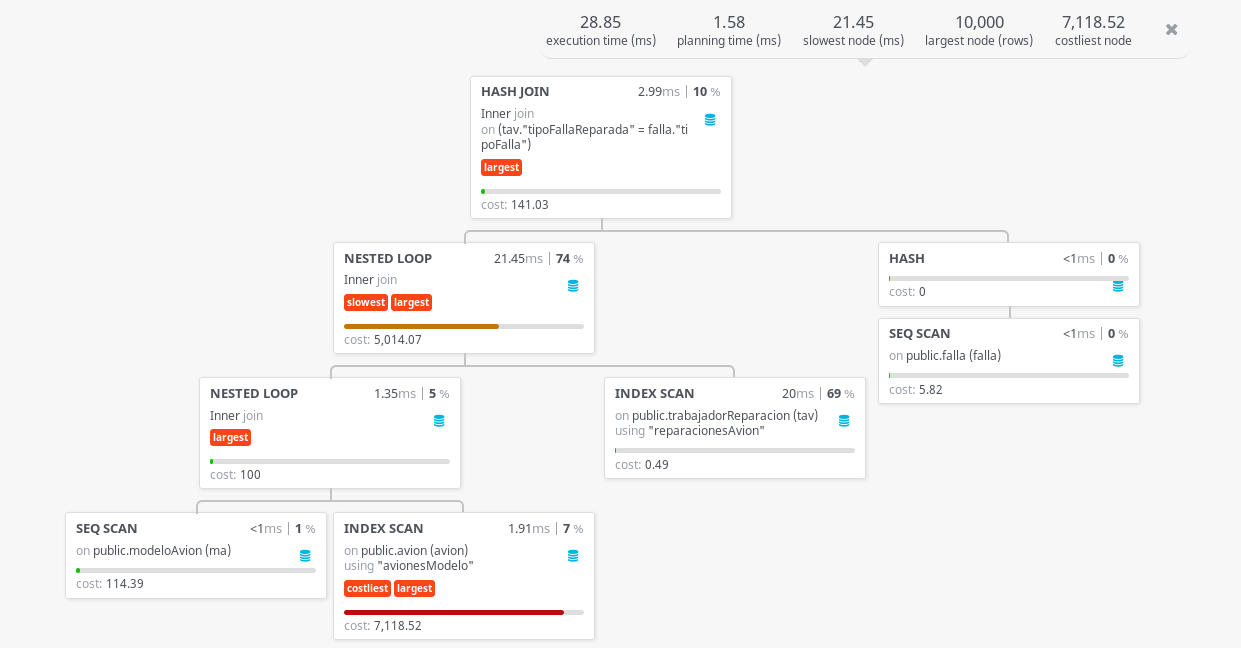 28.85 1.58 21.45 10,000 7,118.52
execution time (ms) planning time (ms) slowest node (ms) largest node (rows) costliest node
HASH JOIN 2.99ms | 10 %
Inner join
on (tav."tipoFallaReparada" = falla."ti
poFalla")
largest
cost: 141.03
NESTED LOOP 21.45ms | 74 %
Inner join
slowest largest
cost: 5,014.07
HASH <1ms | 0 %
cost: 0
SEQ SCAN <1ms | 0 %
on public.falla (falla)
cost: 5.82
NESTED LOOP 1.35ms | 5 %
Inner join
largest
cost: 100
INDEX SCAN 20ms | 69 %
on public.trabajadorReparacion (tav)
using "reparacionesAvion"
cost: 0.49
SEQ SCAN <1ms | 1 %
on public.modeloAvion (ma)
cost: 114.39
INDEX SCAN 1.91ms | 7 %
on public.avion (avion)
using "avionesModelo"
costliest largest
cost: 7,118.52